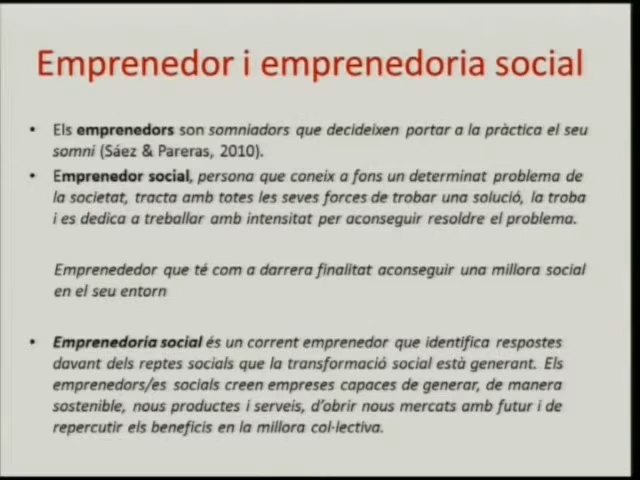 Emprenedor i emprenedoria social
• Els emprenedors son somniadors que decideixen portar a la pràctica el seu
somni (Sáez & Pareras, 2010).
• Emprenedor social, persona que coneix a fons un determinat problema de
la societat, tracta amb totes les seves forces de trobar una solució, la troba
i es dedica a treballar amb intensitat per aconseguir resoldre el problema.
Emprenededor que té com a darrera finalitat aconseguir una millora social
en el seu entorn
• Emprenedoria social és un corrent emprenedor que identifica respostes
davant dels reptes socials que la transformació social està generant. Els
emprenedors/es socials creen empreses capaces de generar, de manera
sostenible, nous productes i serveis, d'obrir nous mercats amb futur i de
repercutir els beneficis en la millora col·lectiva.